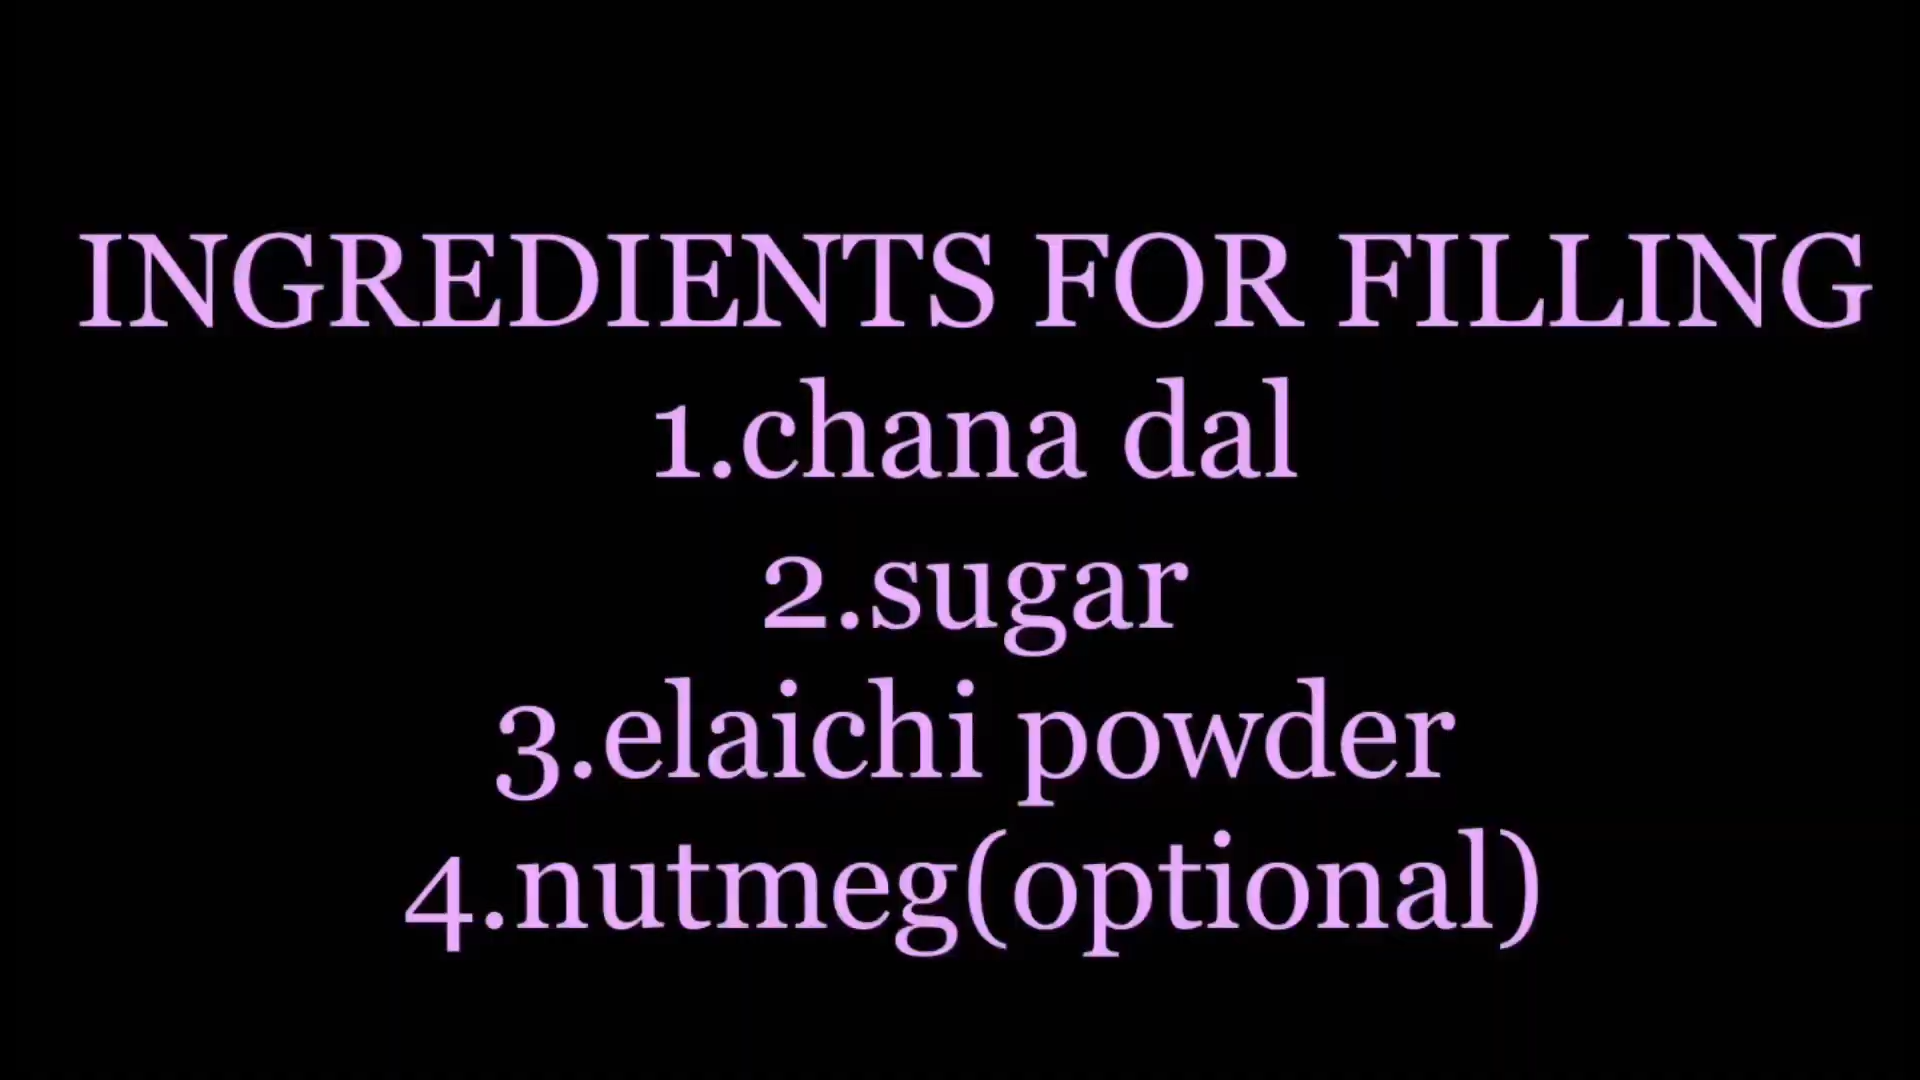 INGREDIENTS FOR FILLING
1.chana dal
2.sugar
3.elaichi powder
4.nutmeg(optional)